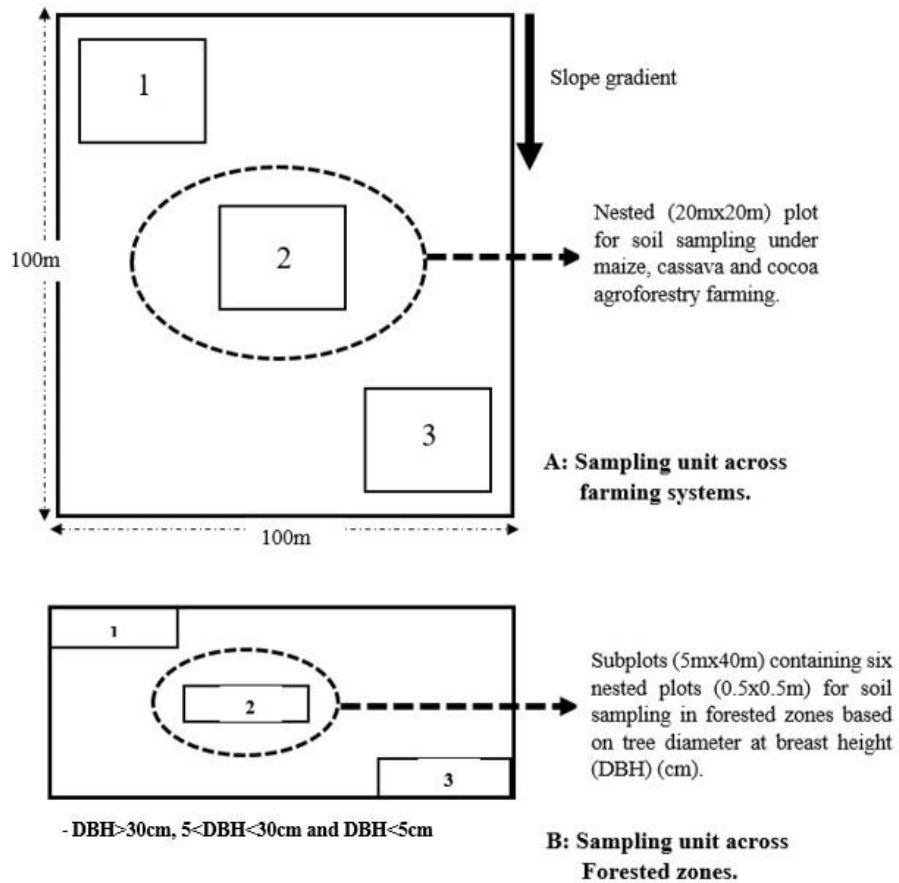 1
Slope gradient
Nested (20mx20m) plot
for soil sampling under
maize, cassava and cocoa
agroforestry farming.
2
100m
3
A: Sampling unit across
farming systems.
100m
1
Subplots (5mx40m) containing six
nested plots (0.5x0.5m) for soil
sampling in forested zones based
on tree diameter at breast height
(DBH) (cm).
2
3
- DBH>30cm, 5<DBH<30cm and DBH<5cm
B: Sampling unit across
Forested zones.